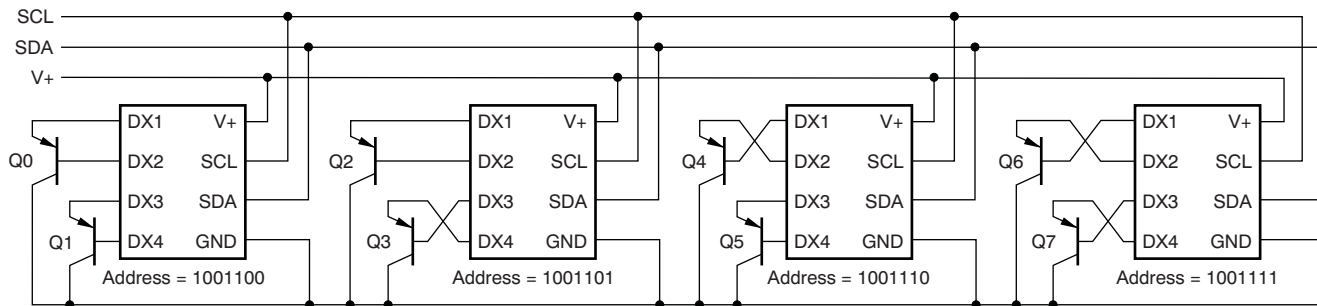 SCL
SDA
V+
DX1 V+
Q0 DX2 SCL
DX3 SDA
Q1 DX4 GND
Address = 1001100
DX1 V+
Q2 DX2 SCL
DX3 SDA
Q3 DX4 GND
Address = 1001101
DX1 V+
Q4 DX2 SCL
DX3 SDA
Q5 DX4 GND
Address = 1001110
DX1 V+
Q6 DX2 SCL
DX3 SDA
Q7 DX4 GND
Address = 1001111